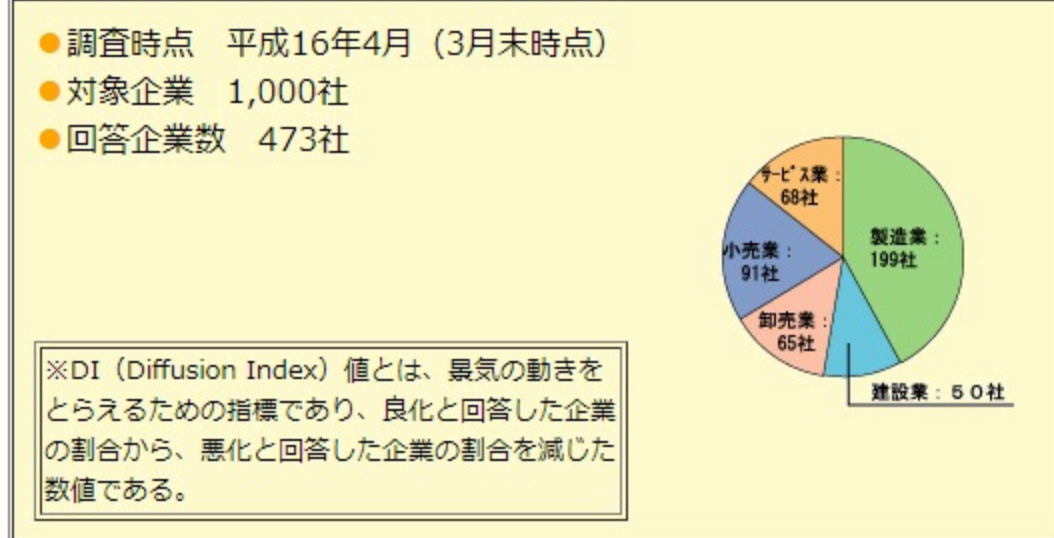 ●調査時点　平成16年4月（3月末時点）
●対象企業　1,000社
●回答企業数　473社
ｻｰﾋﾞｽ業：
68社
製造業：
199社
小売業：
91社
卸売業：
65社
建設業：５０社
※DI（Diffusion Index）値とは、景気の動きを
とらえるための指標であり、良化と回答した企業
の割合から、悪化と回答した企業の割合を減じた
数値である。